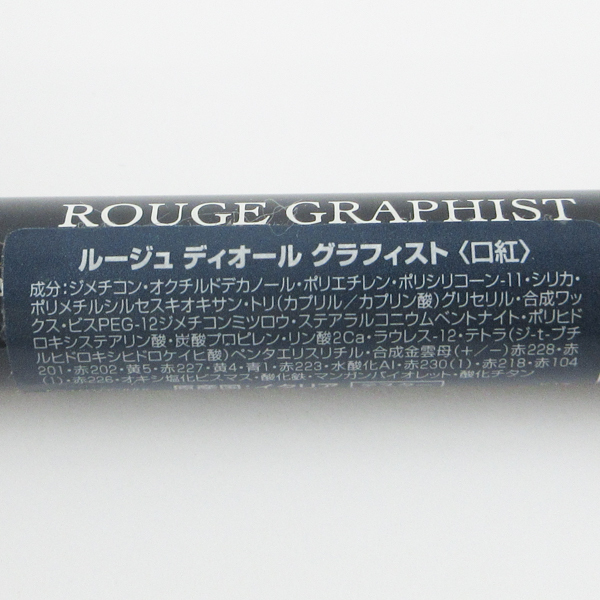 ROUGE GRAPHIST
ルージュ ディオール グラフィスト〈口紅〉
成分：ジメチコン・オクチルドデカノール・ポリエチレン・ポリシリコーン-11・シリカ・
ポリメチルシルセスキオキサン・トリ(カプリル／カプリン酸)グリセリル・合成ワッ
クス・ビスPEG-12ジメチコンミツロウ・ステアラルコニウムベントナイト・ポリヒド
ロキシステアリン酸・炭酸プロピレン・リン酸2Ca・ラウレス-12・テトラ(ジ-t-ブチ
ルヒドロキシヒドロケイヒ酸)ペンタエリスリチル・合成金雲母(+／-)赤228・赤
201・赤202・黄5・赤227・黄4・青1・赤223・水酸化Al・赤230(1)・赤218・赤104
(1)・赤226・オキシ塩化ビスマス・酸化鉄・マンガンバイオレット・酸化チタン
原産国：イタリア